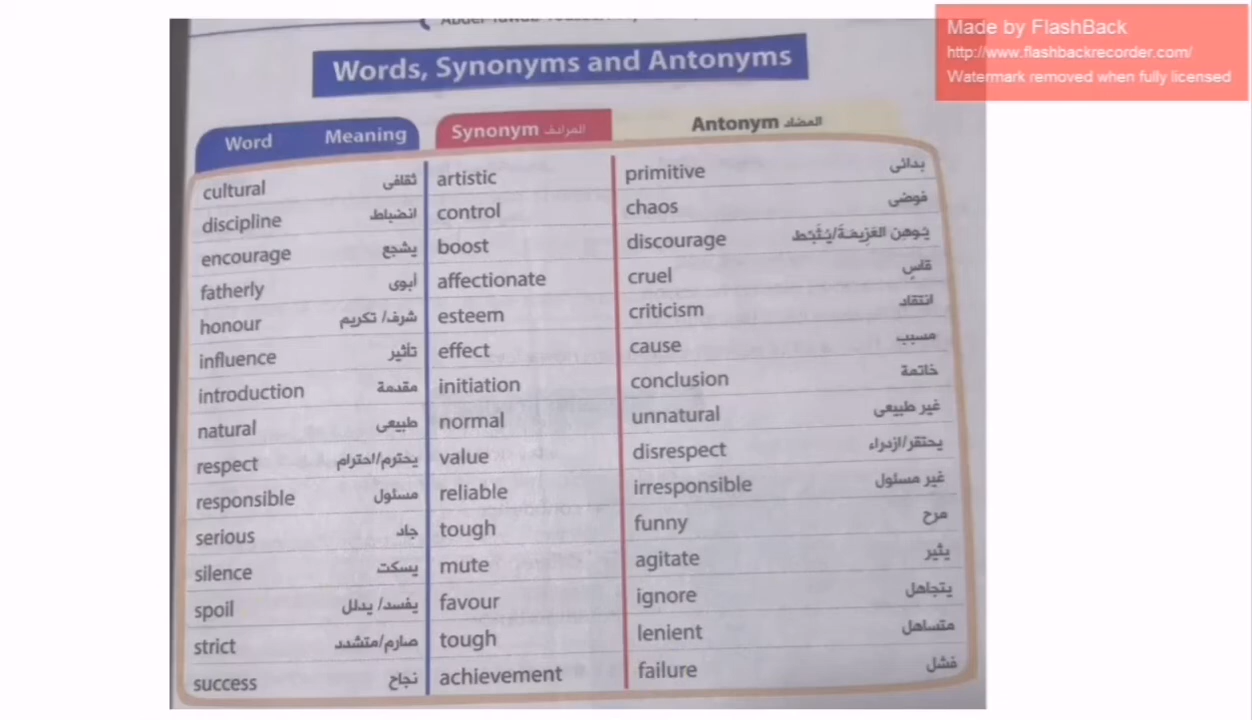 Made by FlashBack
http://www.flashbackrecorder.com/
Watermark removed when fully licensed
Words, Synonyms and Antonyms
Word Meaning Synonym المرادف Antonym المضاد
cultural ثقافى artistic primitive بدائى
discipline انضباط control chaos فوضى
encourage يشجع boost discourage يُوهِن العَزِيمَةَ/يُثَبِّط
fatherly أبوى affectionate cruel قاسٍ
honour شرف/ تكريم esteem criticism انتقاد
influence تأثير effect cause مسبب
introduction مقدمة initiation conclusion خاتمة
natural طبيعى normal unnatural غير طبيعى
respect يحترم/احترام value disrespect يحتقر/ازدراء
responsible مسئول reliable irresponsible غير مسئول
serious جاد tough funny مرح
silence يسكت mute agitate يثير
spoil يفسد/ يدلل favour ignore يتجاهل
strict صارم/متشدد tough lenient متساهل
success نجاح achievement failure فشل